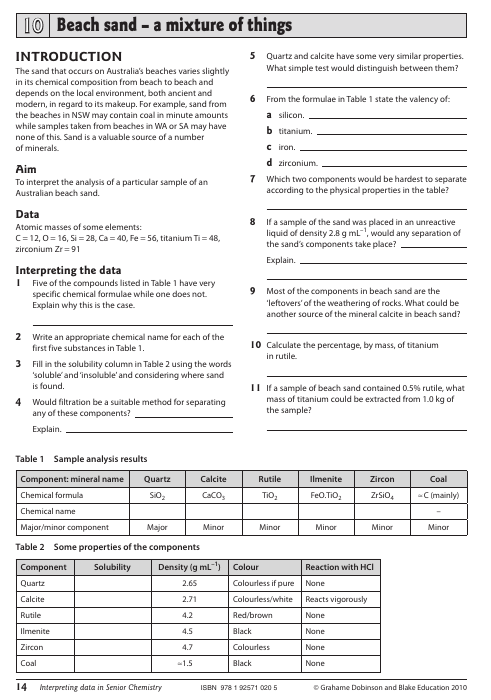 10 Beach sand – a mixture of things
INTRODUCTION
The sand that occurs on Australia's beaches varies slightly
in its chemical composition from beach to beach and
depends on the local environment, both ancient and
modern, in regard to its makeup. For example, sand from
the beaches in NSW may contain coal in minute amounts
while samples taken from beaches in WA or SA may have
none of this. Sand is a valuable source of a number
of minerals.
Aim
To interpret the analysis of a particular sample of an
Australian beach sand.
Data
Atomic masses of some elements:
C = 12, O = 16, Si = 28, Ca = 40, Fe = 56, titanium Ti = 48,
zirconium Zr = 91
Interpreting the data
1 Five of the compounds listed in Table 1 have very
specific chemical formulae while one does not.
Explain why this is the case.
2 Write an appropriate chemical name for each of the
first five substances in Table 1.
3 Fill in the solubility column in Table 2 using the words
'soluble' and 'insoluble' and considering where sand
is found.
4 Would filtration be a suitable method for separating
any of these components?
Explain.
5 Quartz and calcite have some very similar properties.
What simple test would distinguish between them?
6 From the formulae in Table 1 state the valency of:
a silicon.
b titanium.
c iron.
d zirconium.
7 Which two components would be hardest to separate
according to the physical properties in the table?
8 If a sample of the sand was placed in an unreactive
liquid of density 2.8 g mL⁻¹, would any separation of
the sand's components take place?
Explain.
9 Most of the components in beach sand are the
'leftovers' of the weathering of rocks. What could be
another source of the mineral calcite in beach sand?
10 Calculate the percentage, by mass, of titanium
in rutile.
11 If a sample of beach sand contained 0.5% rutile, what
mass of titanium could be extracted from 1.0 kg of
the sample?
Table 1 Sample analysis results
Component: mineral name Quartz Calcite Rutile Ilmenite Zircon Coal
Chemical formula SiO₂ CaCO₃ TiO₂ FeO.TiO₂ ZrSiO₄ ≈ C (mainly)
Chemical name –
Major/minor component Major Minor Minor Minor Minor Minor
Table 2 Some properties of the components
Component Solubility Density (g mL⁻¹) Colour Reaction with HCl
Quartz 2.65 Colourless if pure None
Calcite 2.71 Colourless/white Reacts vigorously
Rutile 4.2 Red/brown None
Ilmenite 4.5 Black None
Zircon 4.7 Colourless None
Coal ≈1.5 Black None
14 Interpreting data in Senior Chemistry ISBN 978 1 92571 020 5 © Grahame Dobinson and Blake Education 2010